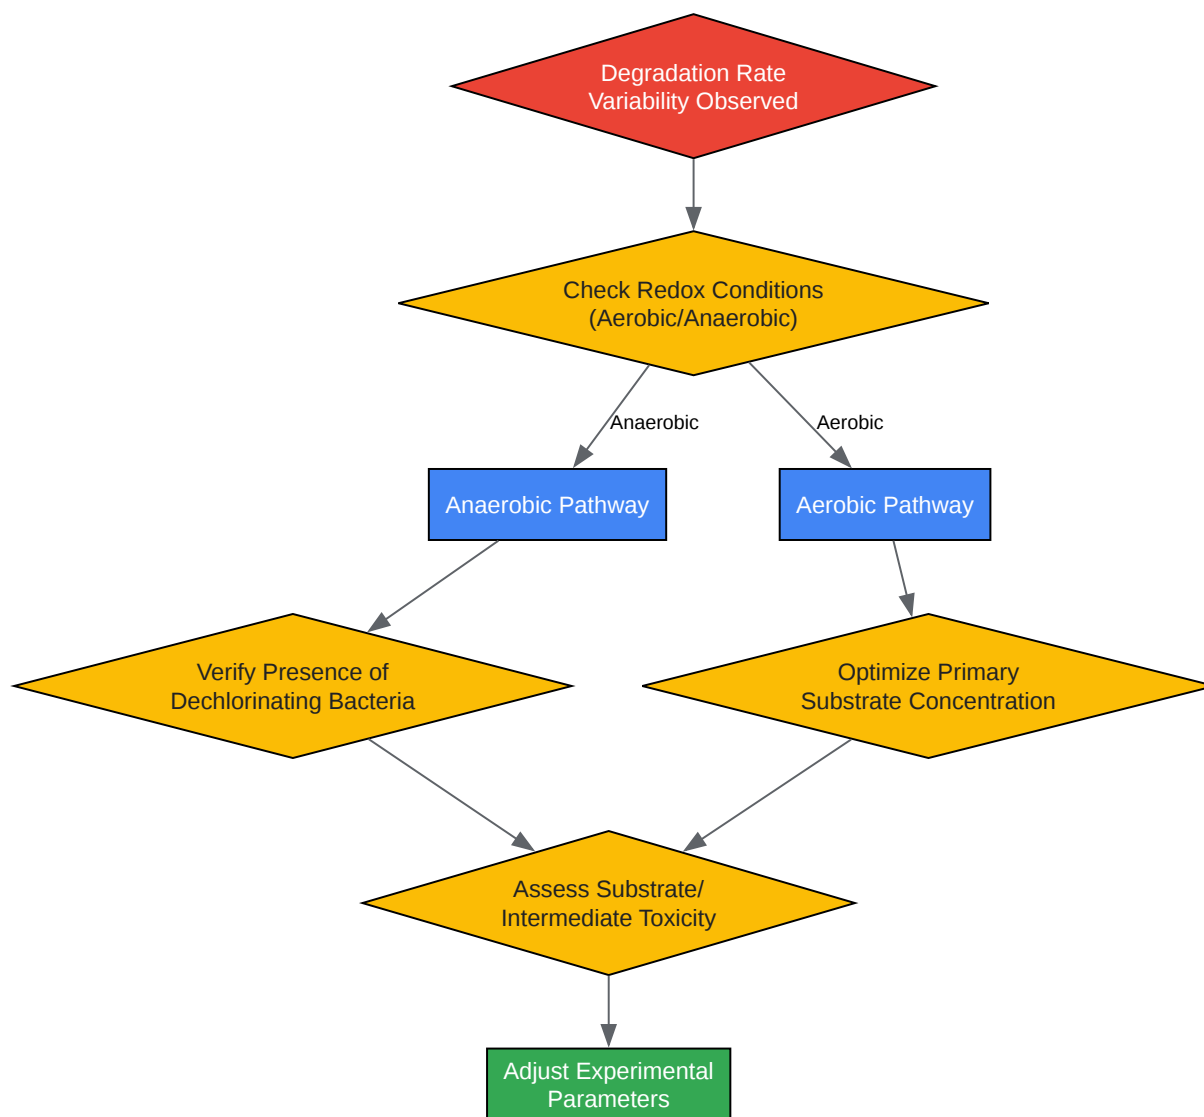 Degradation Rate
Variability Observed
Check Redox Conditions
(Aerobic/Anaerobic)
Anaerobic
Aerobic
Anaerobic Pathway
Aerobic Pathway
Verify Presence of
Dechlorinating Bacteria
Optimize Primary
Substrate Concentration
Assess Substrate/
Intermediate Toxicity
Adjust Experimental
Parameters